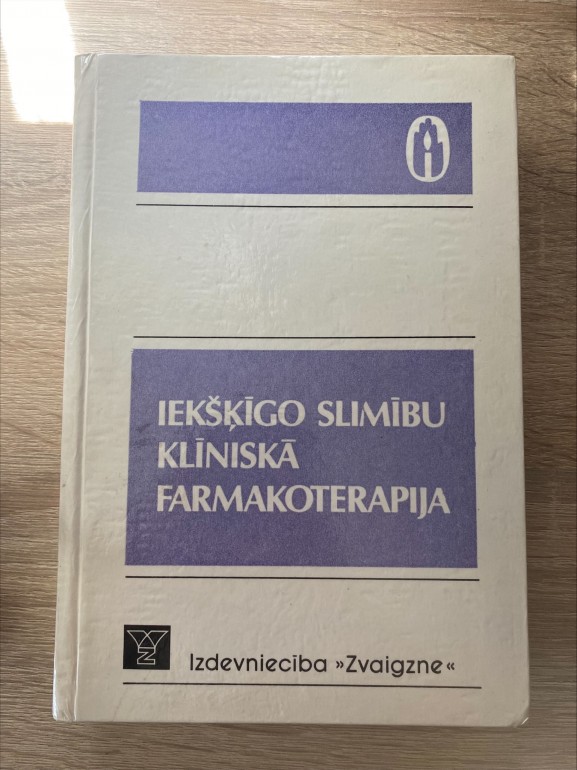 IEKŠĶĪGO SLIMĪBU
KLĪNISKĀ
FARMAKOTERAPIJA
Izdevniecība »Zvaigzne«